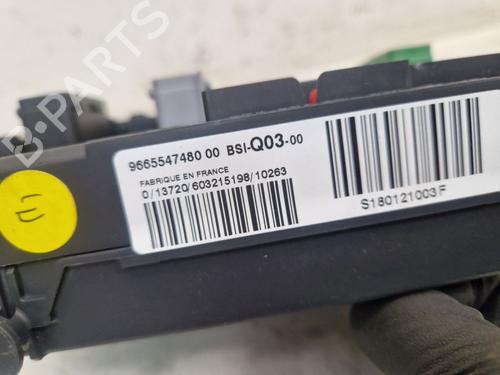 9665547480 00 BSI-Q03-00
FABRIQUE EN FRANCE
0/13720/603215198/10263
S180121003F
E
B-PARTS